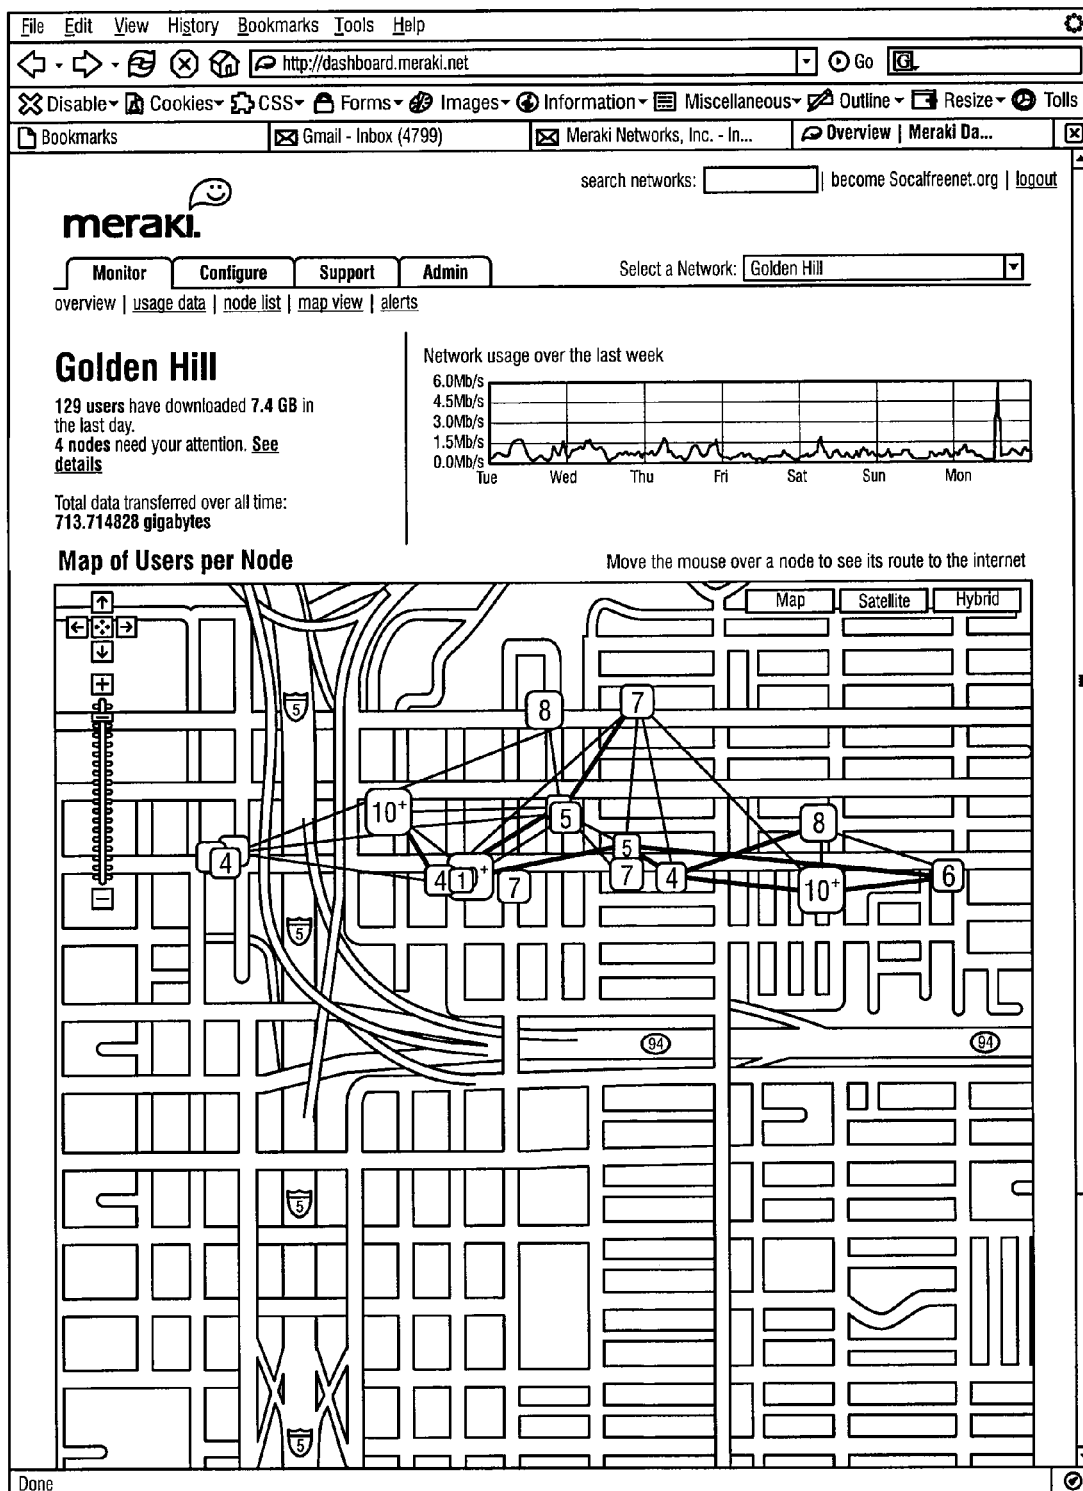 File Edit View History Bookmarks Tools Help
http://dashboard.meraki.net Go G
Disable Cookies CSS Forms Images Information Miscellaneous Outline Resize Tolls
Bookmarks Gmail - Inbox (4799) Meraki Networks, Inc. - In... Overview | Meraki Da...
search networks: | become Socalfreenet.org | logout
meraki.
Monitor Configure Support Admin Select a Network: Golden Hill
overview | usage data | node list | map view | alerts
Golden Hill
129 users have downloaded 7.4 GB in
the last day.
4 nodes need your attention. See
details
Total data transferred over all time:
713.714828 gigabytes
Network usage over the last week
6.0Mb/s
4.5Mb/s
3.0Mb/s
1.5Mb/s
0.0Mb/s
Tue Wed Thu Fri Sat Sun Mon
Map of Users per Node Move the mouse over a node to see its route to the internet
Map Satellite Hybrid
5
8 7
10+
5 8
4
4 1 + 7
5
7 4 10+ 6
5
94 94
5
5
Done